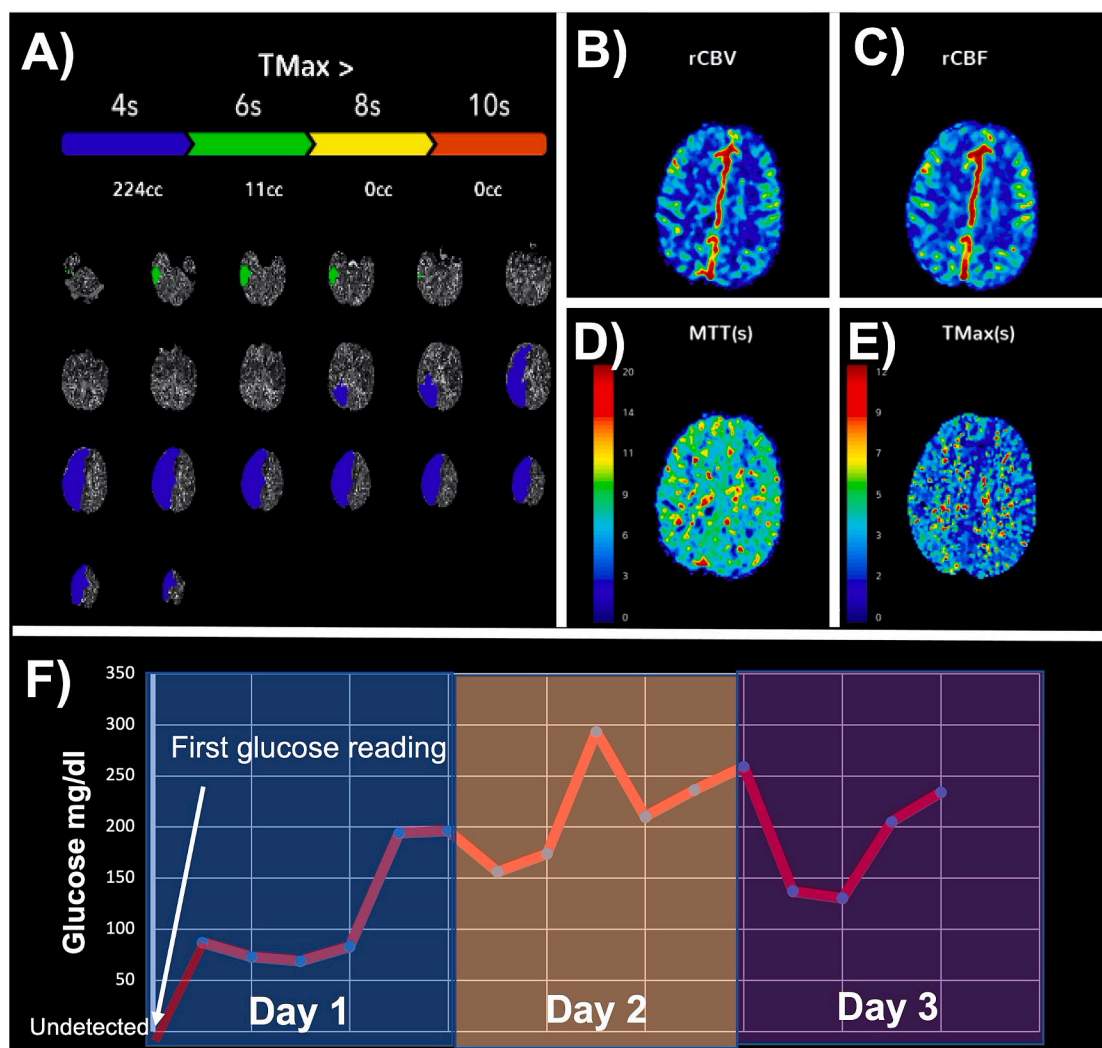 A)
TMax >
4s 6s 8s 10s
224cc 11cc 0cc 0cc
B)
rCBV
C)
rCBF
D)
MTT(s)
20
14
11
9
6
3
0
E)
TMax(s)
12
9
7
5
3
2
0
F)
Glucose mg/dl
350
300
250
200
150
100
50
Undetected
First glucose reading
Day 1
Day 2
Day 3